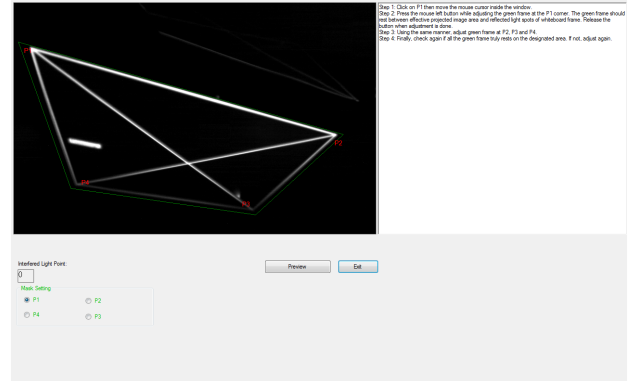 Step 1: Click on P1 then move the mouse cursor inside the window.
Step 2: Press the mouse left button while adjusting the green frame at the P1 corner. The green frame should
rest between effective projected image area and reflected light spots of whiteboard frame. Release the
button when adjustment is done.
Step 3: Using the same manner, adjust green frame at P2, P3 and P4.
Step 4: Finally, check again if all the green frame truly rests on the designated area. If not, adjust again.
P1
P2
P4
P3
Interfered Light Point:
0
Preview
Exit
Mask Setting
P1
P2
P4
P3